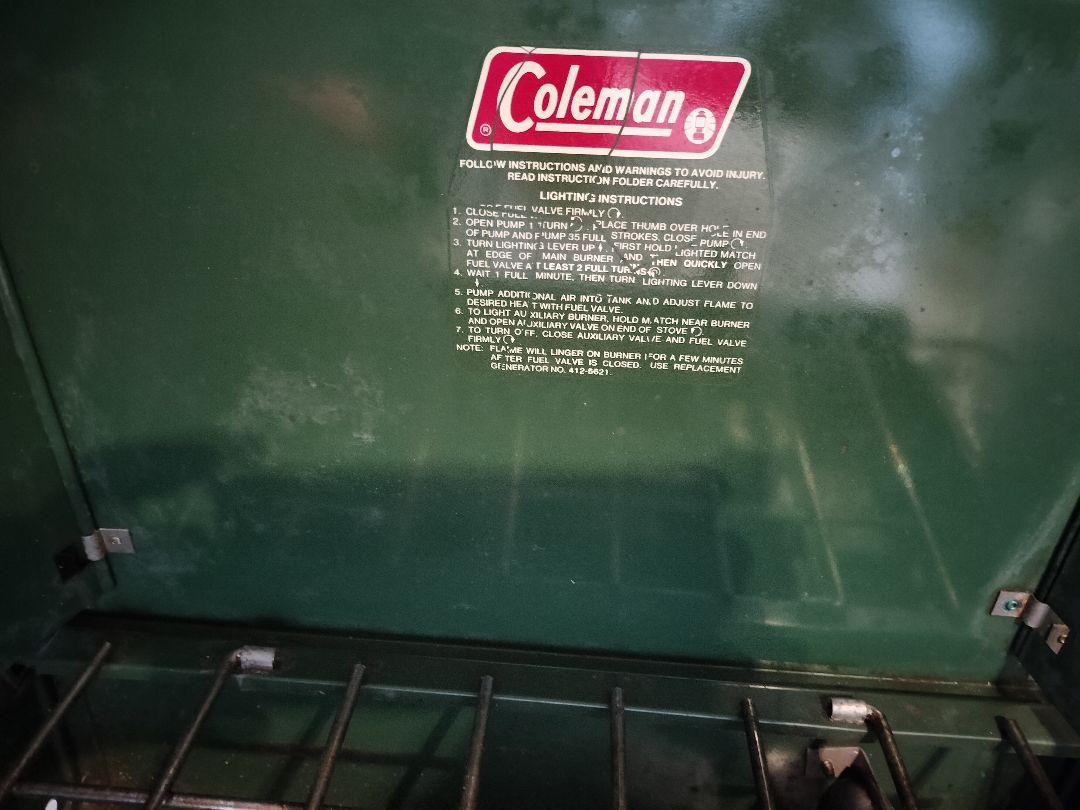 Coleman
®
FOLLOW INSTRUCTIONS AND WARNINGS TO AVOID INJURY.
READ INSTRUCTION FOLDER CAREFULLY.
LIGHTING INSTRUCTIONS
1. CLOSE FUEL VALVE FIRMLY
2. OPEN PUMP 1 TURN PLACE THUMB OVER HOLE IN END
OF PUMP AND PUMP 35 FULL STROKES. CLOSE PUMP
3. TURN LIGHTING LEVER UP FIRST HOLD LIGHTED MATCH
AT EDGE OF MAIN BURNER AND THEN QUICKLY OPEN
FUEL VALVE AT LEAST 2 FULL TURNS
4. WAIT 1 FULL MINUTE, THEN TURN LIGHTING LEVER DOWN
5. PUMP ADDITIONAL AIR INTO TANK AND ADJUST FLAME TO
DESIRED HEAT WITH FUEL VALVE.
6. TO LIGHT AUXILIARY BURNER, HOLD MATCH NEAR BURNER
AND OPEN AUXILIARY VALVE ON END OF STOVE
7. TO TURN OFF, CLOSE AUXILIARY VALVE AND FUEL VALVE
FIRMLY
NOTE: FLAME WILL LINGER ON BURNER FOR A FEW MINUTES
AFTER FUEL VALVE IS CLOSED. USE REPLACEMENT
GENERATOR NO. 412-5621.